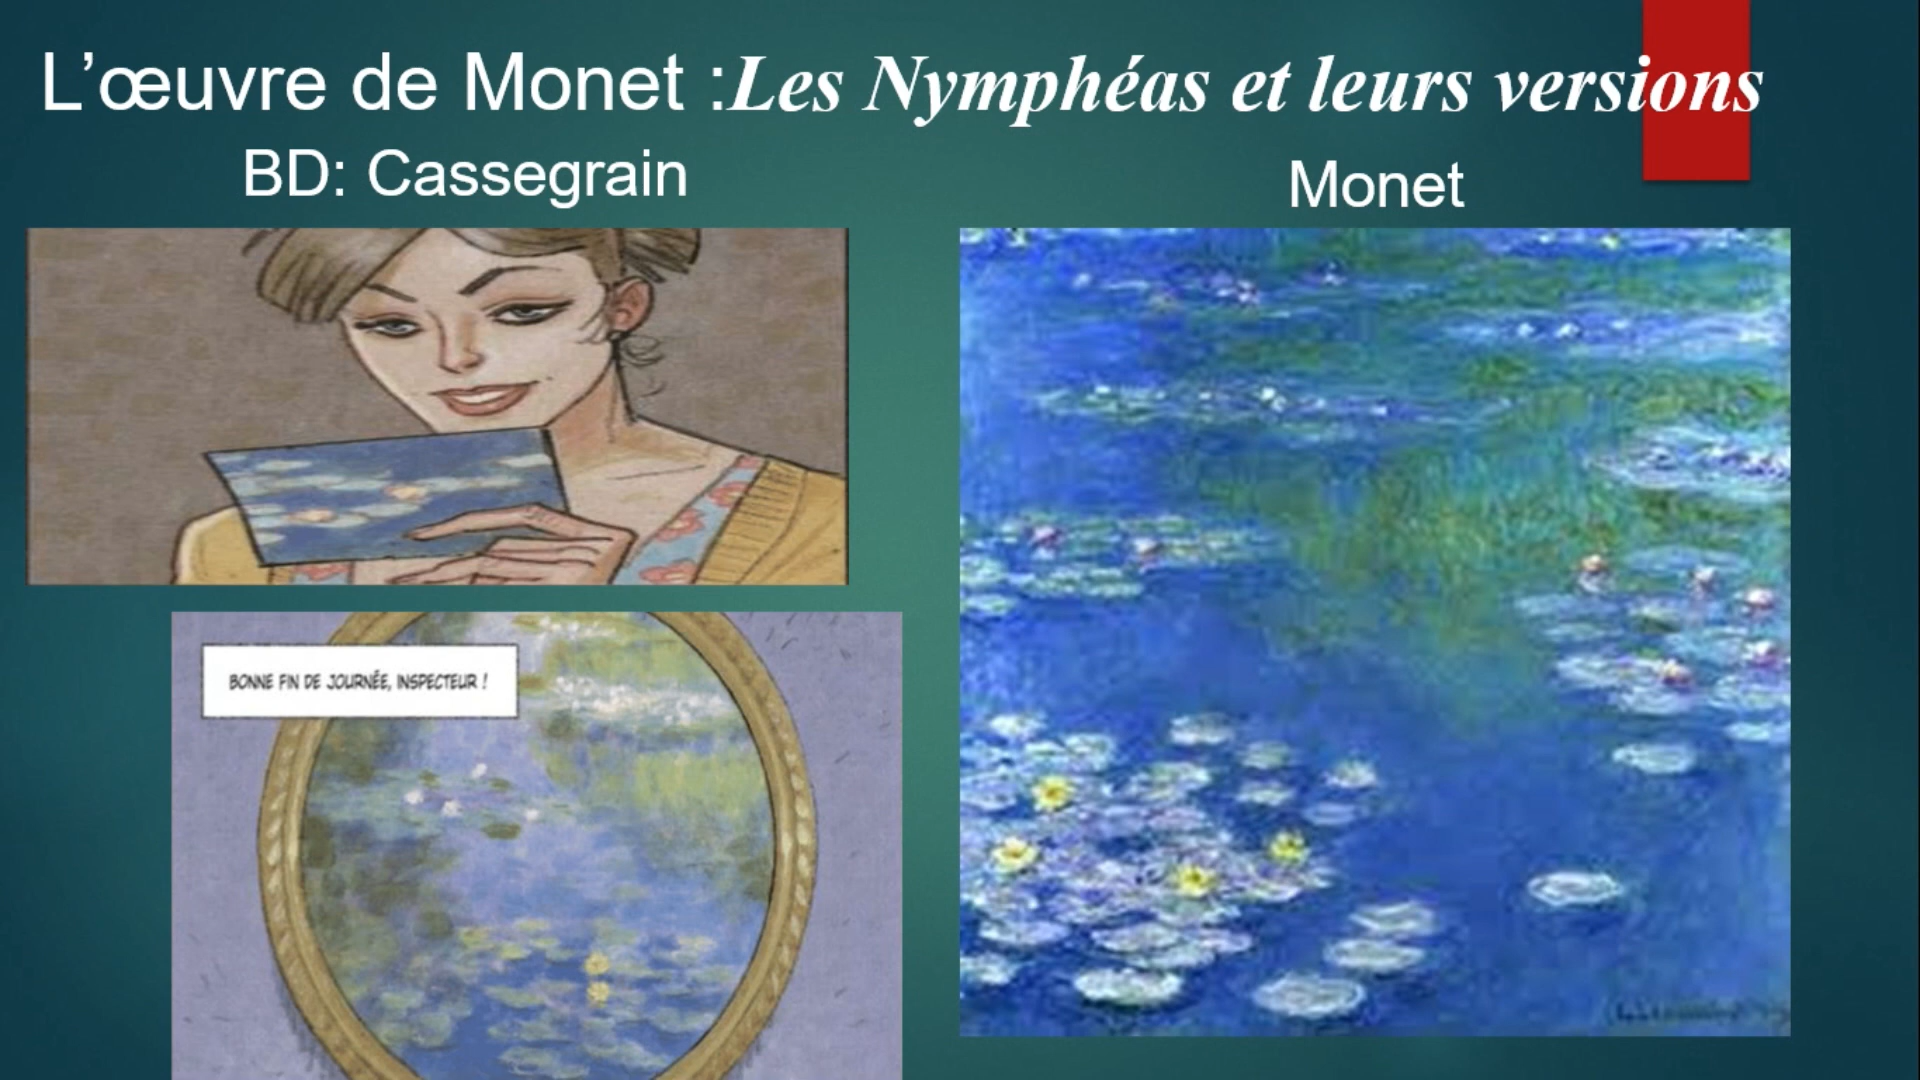 L’œuvre de Monet :Les Nymphéas et leurs versions
BD: Cassegrain
Monet
BONNE FIN DE JOURNÉE, INSPECTEUR !